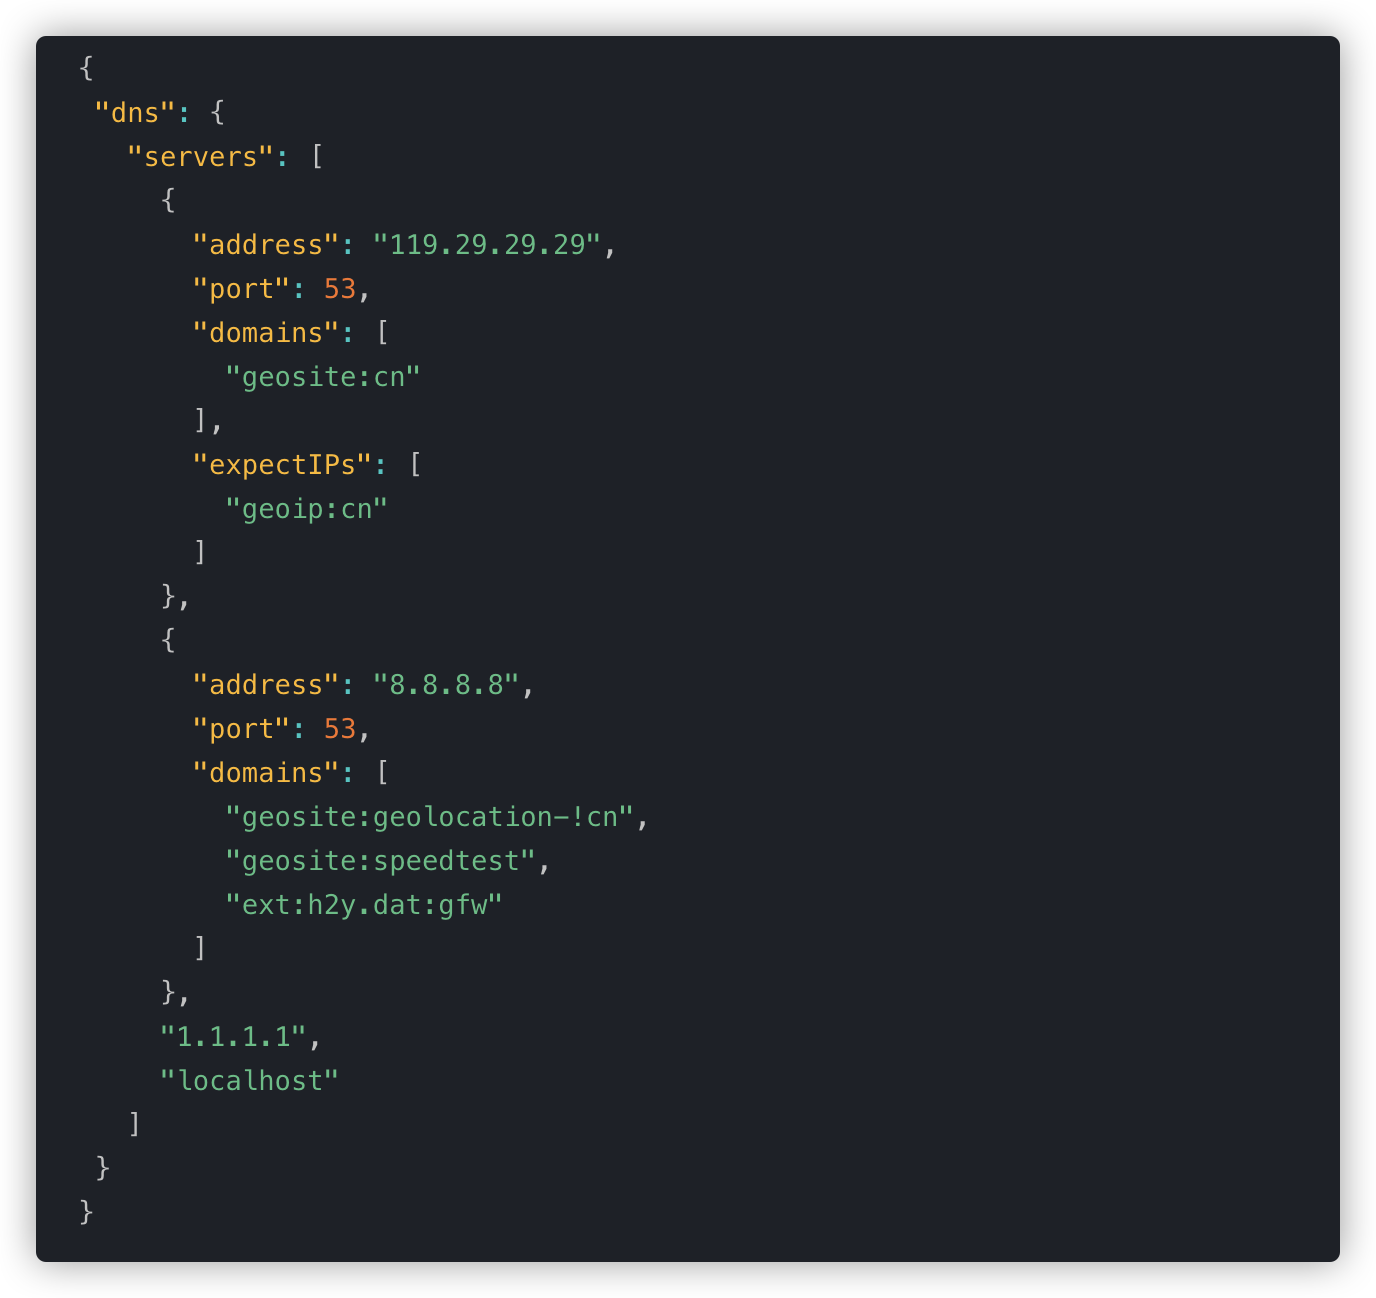 {
 "dns": {
   "servers": [
     {
       "address": "119.29.29.29",
       "port": 53,
       "domains": [
         "geosite:cn"
       ],
       "expectIPs": [
         "geoip:cn"
       ]
     },
     {
       "address": "8.8.8.8",
       "port": 53,
       "domains": [
         "geosite:geolocation-!cn",
         "geosite:speedtest",
         "ext:h2y.dat:gfw"
       ]
     },
     "1.1.1.1",
     "localhost"
   ]
 }
}